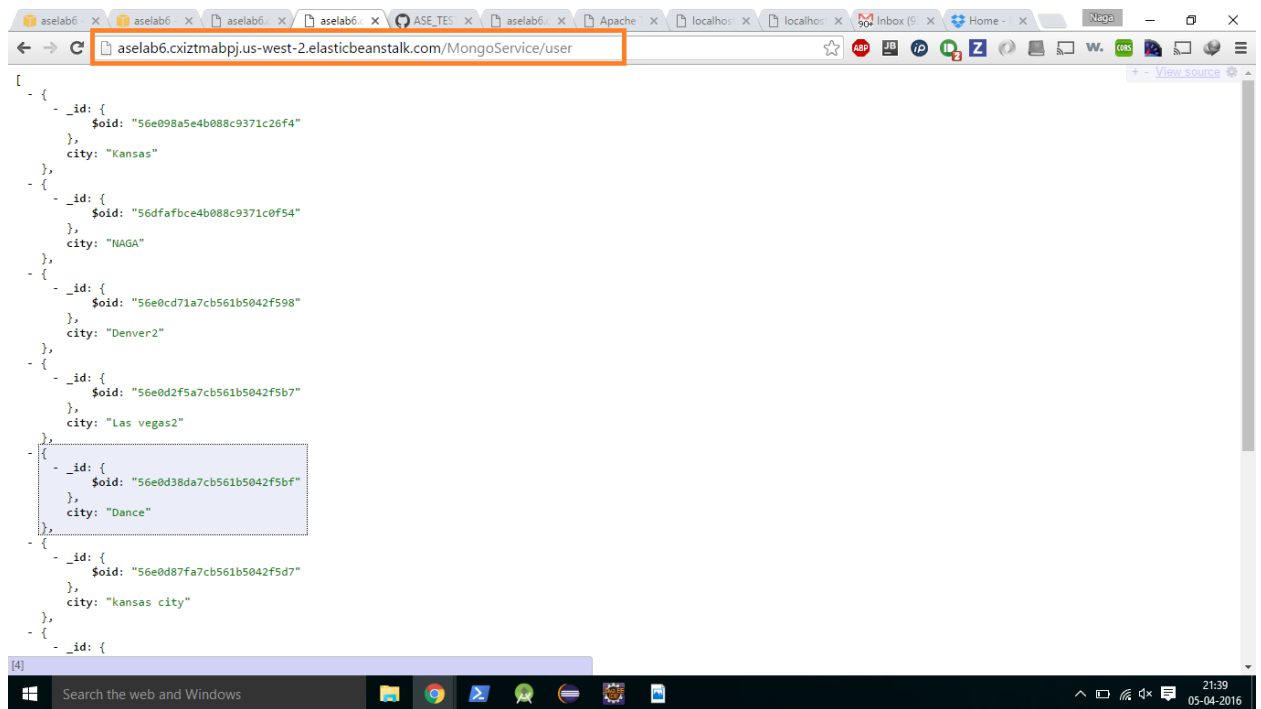 aselab6 aselab6 aselab6.c aselab6.c ASE_TES aselab6.c Apache T localhos localhos Inbox (9 Home - Naga
aselab6.cxiztmabpj.us-west-2.elasticbeanstalk.com/MongoService/user
+ - View source
[
- {
- _id: {
$oid: "56e098a5e4b088c9371c26f4"
},
city: "Kansas"
},
- {
- _id: {
$oid: "56dfafbce4b088c9371c0f54"
},
city: "NAGA"
},
- {
- _id: {
$oid: "56e0cd71a7cb561b5042f598"
},
city: "Denver2"
},
- {
- _id: {
$oid: "56e0d2f5a7cb561b5042f5b7"
},
city: "Las vegas2"
},
- {
- _id: {
$oid: "56e0d38da7cb561b5042f5bf"
},
city: "Dance"
},
- {
- _id: {
$oid: "56e0d87fa7cb561b5042f5d7"
},
city: "kansas city"
},
- {
- _id: {
[4]
Search the web and Windows
21:39
05-04-2016